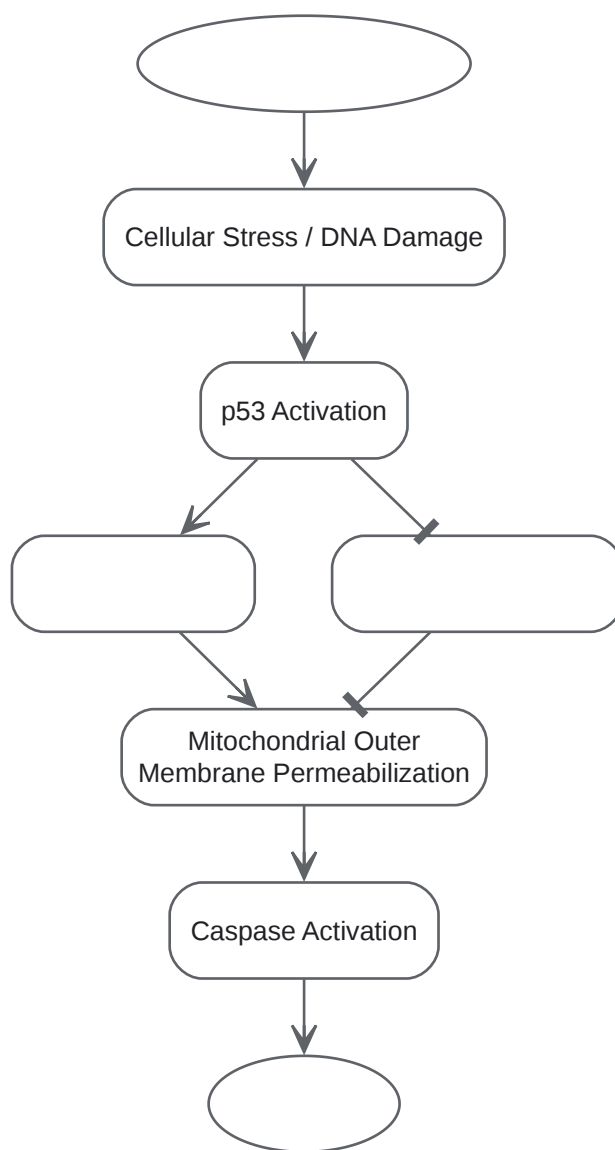 Cellular Stress / DNA Damage
p53 Activation
Mitochondrial Outer
Membrane Permeabilization
Caspase Activation